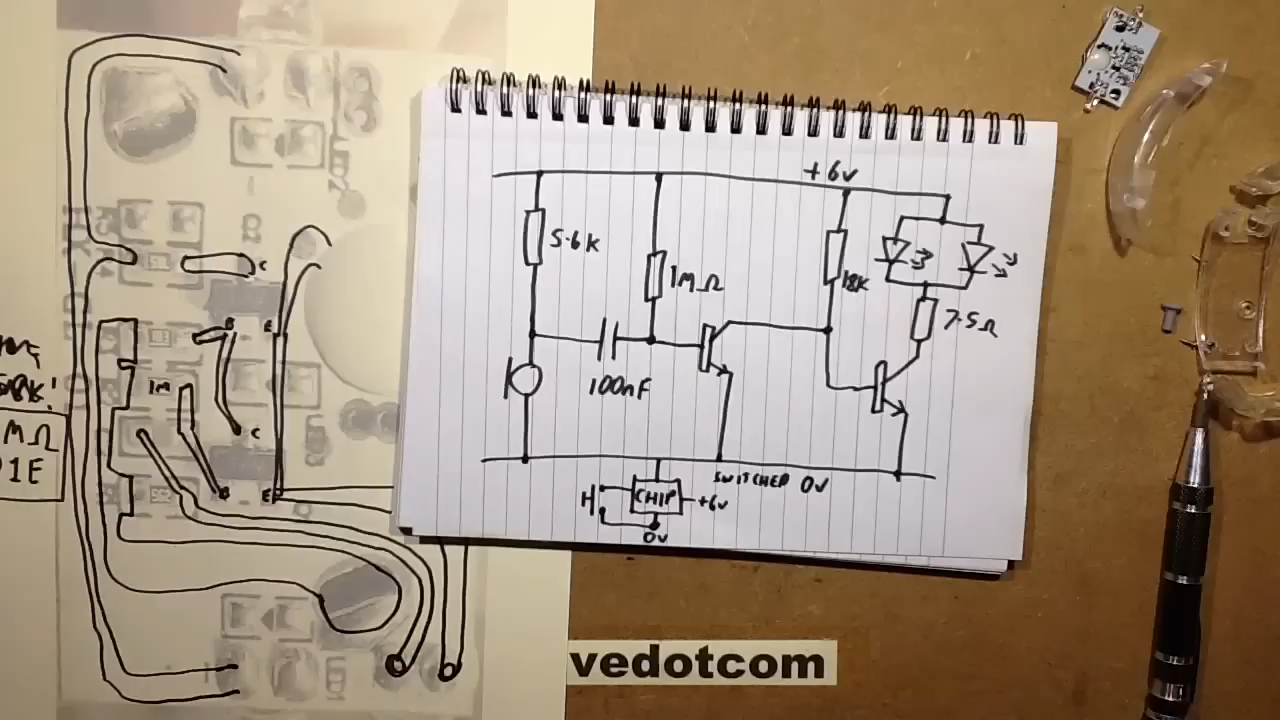 +6v
5.6K
1MΩ
18K
7.5Ω
100nF
SWITCHED 0V
H
CHIP
+6v
0v
C
B
E
1M
C
B
E
MΩ
1E
vedotcom